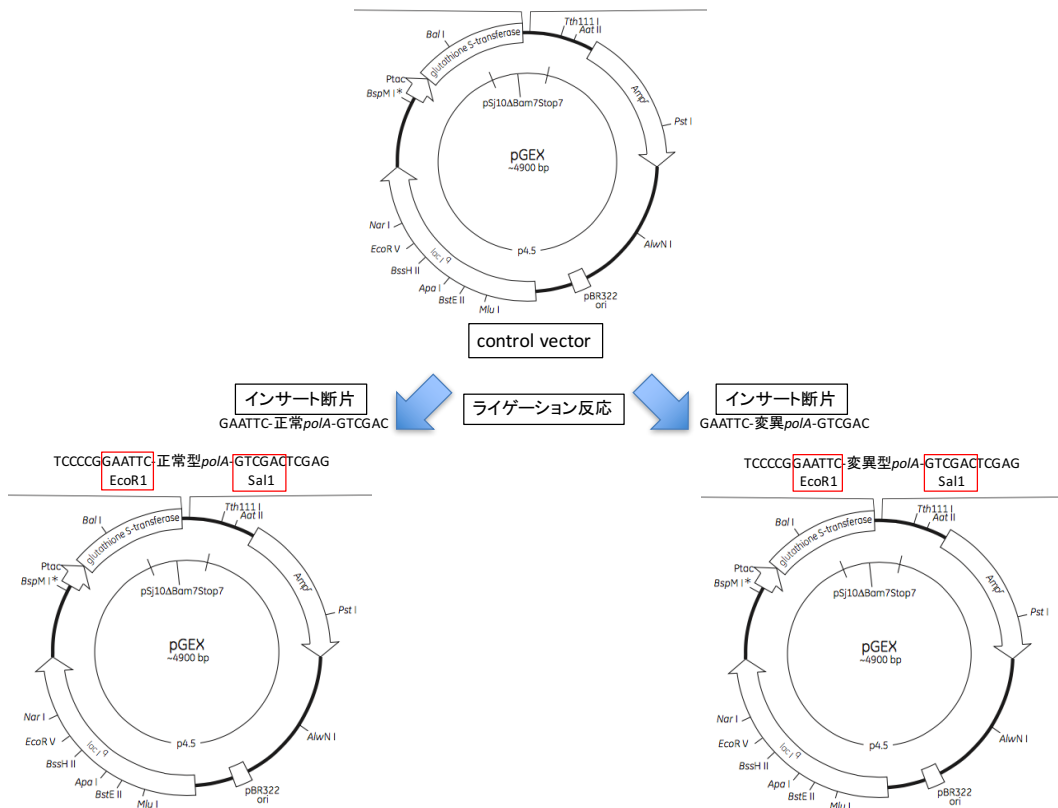 Tth111 I
Aat II
Bal I
glutathione S-transferase
Ptac
BspM I*
Ampr
pSj10ΔBam7Stop7
Pst I
pGEX
~4900 bp
Nar I
EcoR V
BssH II
Apa I
BstE II
Mlu I
lac I q
p4.5
AlwN I
pBR322
ori
control vector
インサート断片
GAATTC-正常polA-GTCGAC
ライゲーション反応
インサート断片
GAATTC-変異polA-GTCGAC
TCCCCGGAATTC-正常型polA-GTCGACTCGAG
EcoR1
Sal1
Tth111 I
Aat II
Bal I
glutathione S-transferase
Ptac
BspM I*
Ampr
pSj10ΔBam7Stop7
Pst I
pGEX
~4900 bp
Nar I
EcoR V
BssH II
Apa I
BstE II
Mlu I
lac I q
p4.5
AlwN I
pBR322
ori
TCCCCGGAATTC-変異型polA-GTCGACTCGAG
EcoR1
Sal1
Tth111 I
Aat II
Bal I
glutathione S-transferase
Ptac
BspM I*
Ampr
pSj10ΔBam7Stop7
Pst I
pGEX
~4900 bp
Nar I
EcoR V
BssH II
Apa I
BstE II
Mlu I
lac I q
p4.5
AlwN I
pBR322
ori